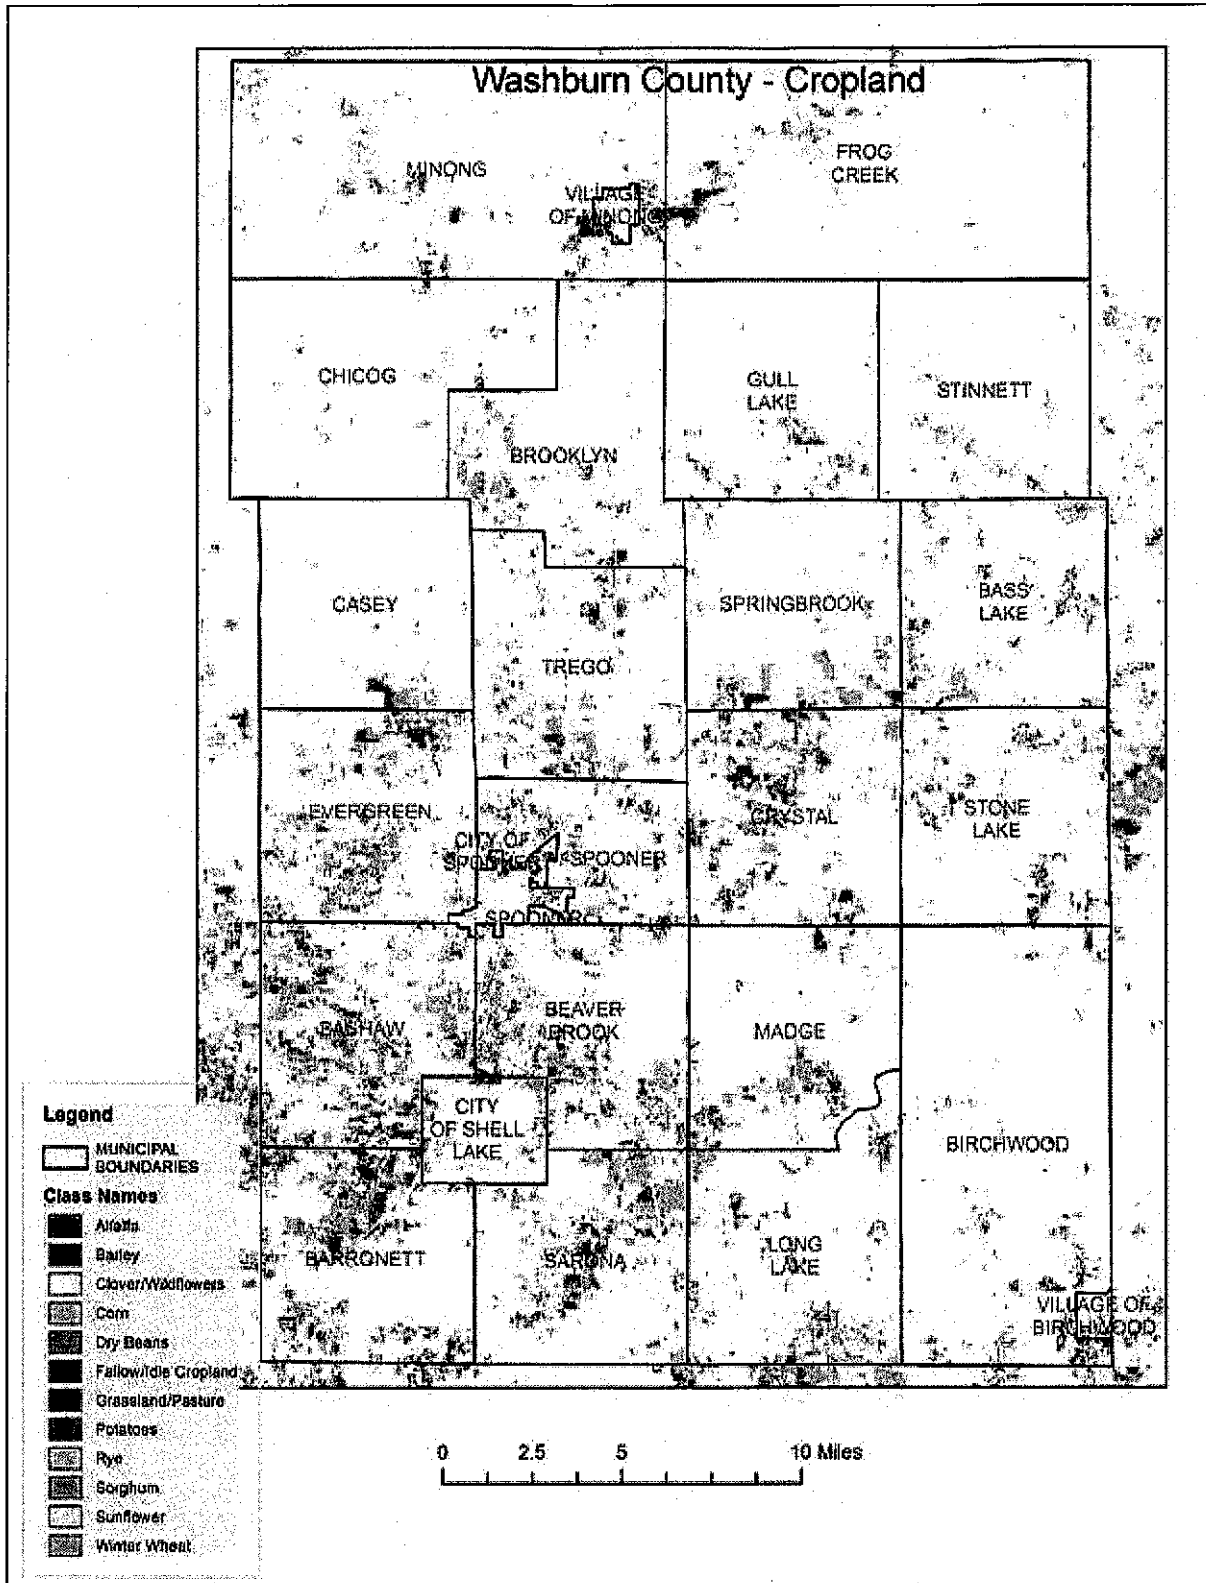 Washburn County - Cropland
MINONG
FROG
CREEK
VILLAGE
OF MINONG
CHICOG
GULL
LAKE
STINNETT
BROOKLYN
CASEY
SPRINGBROOK
BASS
LAKE
TREGO
EVERGREEN
CRYSTAL
STONE
LAKE
CITY OF
SPOONER
SPOONER
BASHAW
BEAVER
BROOK
MADGE
CITY
OF SHELL
LAKE
BIRCHWOOD
BARRONETT
SARONA
LONG
LAKE
VILLAGE OF
BIRCHWOOD
Legend
MUNICIPAL
BOUNDARIES
Class Names
Alfalfa
Barley
Clover/Wildflowers
Corn
Dry Beans
Fallow/Idle Cropland
Grassland/Pasture
Potatoes
Rye
Sorghum
Sunflower
Winter Wheat
0 2.5 5 10 Miles